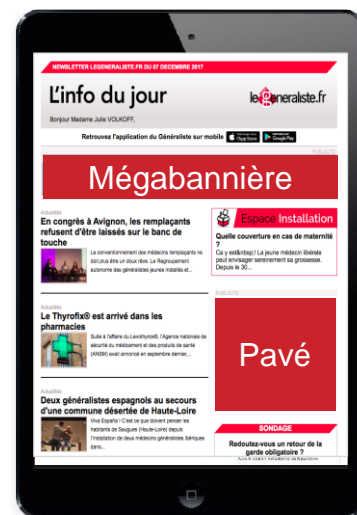 NEWSLETTER LEGENERALISTE.FR DU 07 DECEMBRE 2017
L'info du jour
legeneraliste.fr
Bonjour Madame Julie VOLKOFF,
Retrouvez l'application du Généraliste sur mobile
App Store
Google Play
PUBLICITÉ
Mégabannière
Actualités
En congrès à Avignon, les remplaçants
refusent d'être laissés sur le banc de
touche
Le conventionnement des médecins remplaçants ne
doit plus être un doux rêve. Le Regroupement
autonome des généralistes jeunes installés et...
Espace Installation
Quelle couverture en cas de maternité
?
Ca y est&nbsp;! La jeune médecin libérale
peut envisager sereinement sa grossesse.
Depuis le 30...
PUBLICITÉ
Pavé
Actualités
Le Thyrofix® est arrivé dans les
pharmacies
Suite à l'affaire du Levothyrox®, l'Agence nationale de
sécurité du médicament et des produits de santé
(ANSM) avait annoncé en septembre dernier,...
Actualités
Deux généralistes espagnols au secours
d'une commune désertée de Haute-Loire
Viva España ! C'est ce que doivent penser les
habitants de Saugues (Haute-Loire) depuis
l'installation de deux médecins généralistes ibériques
dans...
SONDAGE
Redoutez-vous un retour de la
garde obligatoire ?